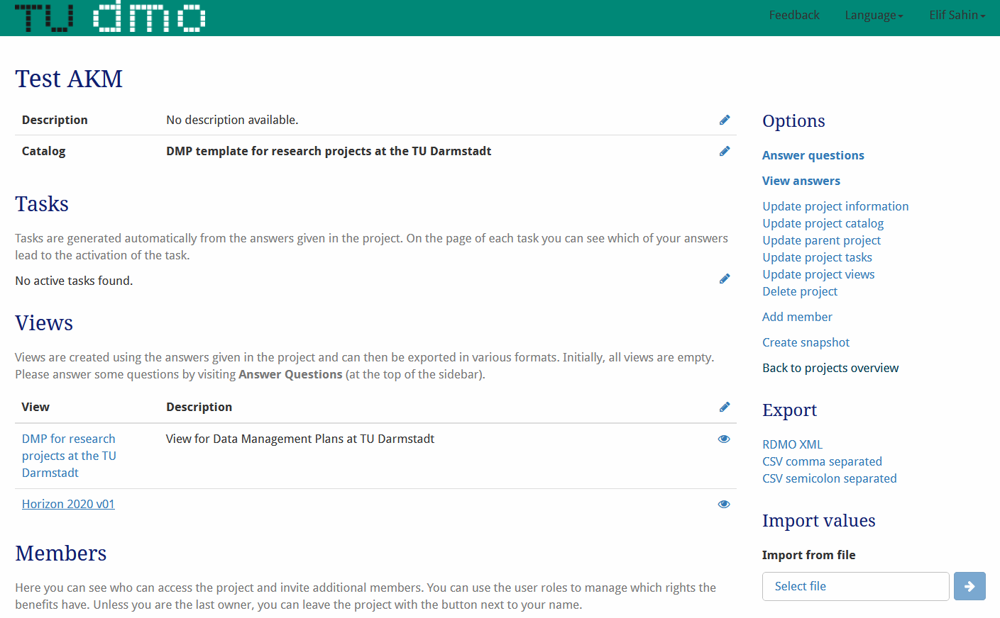 TU dmo
Feedback Language Elif Sahin
Test AKM
Description No description available.
Catalog DMP template for research projects at the TU Darmstadt
Tasks
Tasks are generated automatically from the answers given in the project. On the page of each task you can see which of your answers
lead to the activation of the task.
No active tasks found.
Views
Views are created using the answers given in the project and can then be exported in various formats. Initially, all views are empty.
Please answer some questions by visiting Answer Questions (at the top of the sidebar).
View Description
DMP for research View for Data Management Plans at TU Darmstadt
projects at the TU
Darmstadt
Horizon 2020 v01
Members
Here you can see who can access the project and invite additional members. You can use the user roles to manage which rights the
benefits have. Unless you are the last owner, you can leave the project with the button next to your name.
Options
Answer questions
View answers
Update project information
Update project catalog
Update parent project
Update project tasks
Update project views
Delete project
Add member
Create snapshot
Back to projects overview
Export
RDMO XML
CSV comma separated
CSV semicolon separated
Import values
Import from file
Select file